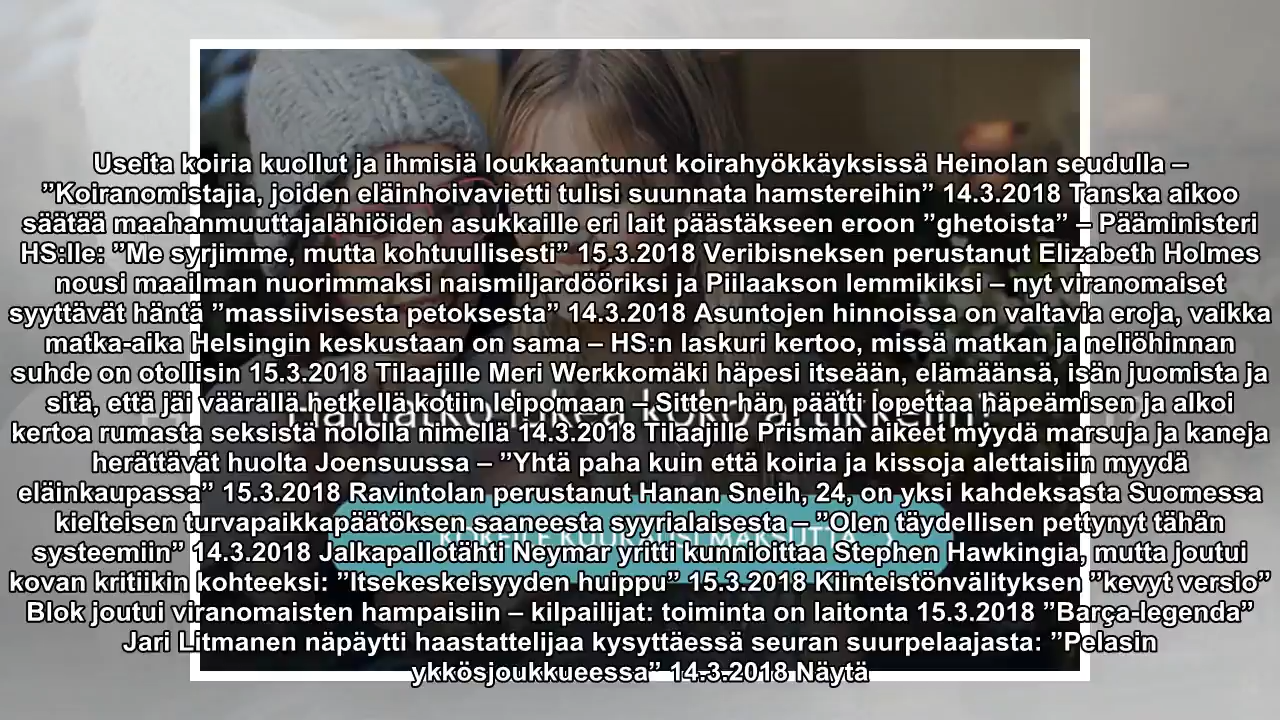 Useita koiria kuollut ja ihmisiä loukkaantunut koirahyökkäyksissä Heinolan seudulla –
”Koiranomistajia, joiden eläinhoivavietti tulisi suunnata hamstereihin” 14.3.2018 Tanska aikoo
säätää maahanmuuttajalähiöiden asukkaille eri lait päästäkseen eroon ”ghetoista” – Pääministeri
HS:lle: ”Me syrjimme, mutta kohtuullisesti” 15.3.2018 Veribisneksen perustanut Elizabeth Holmes
nousi maailman nuorimmaksi naismiljardööriksi ja Piilaakson lemmikiksi – nyt viranomaiset
syyttävät häntä ”massiivisesta petoksesta” 14.3.2018 Asuntojen hinnoissa on valtavia eroja, vaikka
matka-aika Helsingin keskustaan on sama – HS:n laskuri kertoo, missä matkan ja neliöhinnan
suhde on otollisin 15.3.2018 Tilaajille Meri Werkkomäki häpesi itseään, elämäänsä, isän juomista ja
sitä, että jäi väärällä hetkellä kotiin leipomaan – Sitten hän päätti lopettaa häpeämisen ja alkoi
kertoa rumasta seksistä nololla nimellä 14.3.2018 Tilaajille Prisman aikeet myydä marsuja ja kaneja
herättävät huolta Joensuussa – ”Yhtä paha kuin että koiria ja kissoja alettaisiin myydä
eläinkaupassa” 15.3.2018 Ravintolan perustanut Hanan Sneih, 24, on yksi kahdeksasta Suomessa
kielteisen turvapaikkapäätöksen saaneesta syyrialaisesta – ”Olen täydellisen pettynyt tähän
systeemiin” 14.3.2018 Jalkapallotähti Neymar yritti kunnioittaa Stephen Hawkingia, mutta joutui
KOKEILE KUUKAUSI MAKSUTTA
kovan kritiikin kohteeksi: ”Itsekeskeisyyden huippu” 15.3.2018 Kiinteistönvälityksen ”kevyt versio”
Blok joutui viranomaisten hampaisiin – kilpailijat: toiminta on laitonta 15.3.2018 ”Barça-legenda”
Jari Litmanen näpäytti haastattelijaa kysyttäessä seuran suurpelaajasta: ”Pelasin
ykkösjoukkueessa” 14.3.2018 Näytä